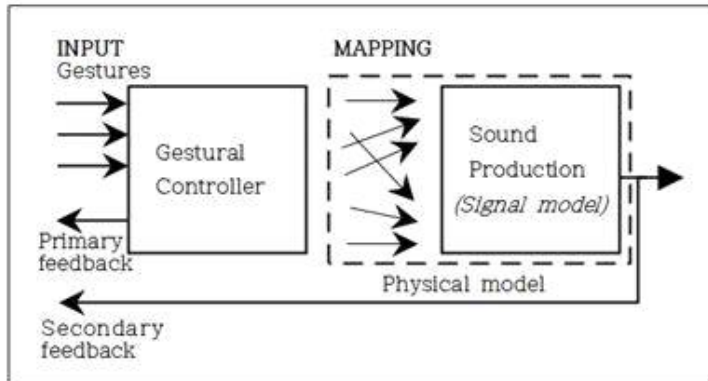 INPUT
Gestures
MAPPING
Gestural
Controller
Sound
Production
(Signal model)
Primary
feedback
Physical model
Secondary
feedback